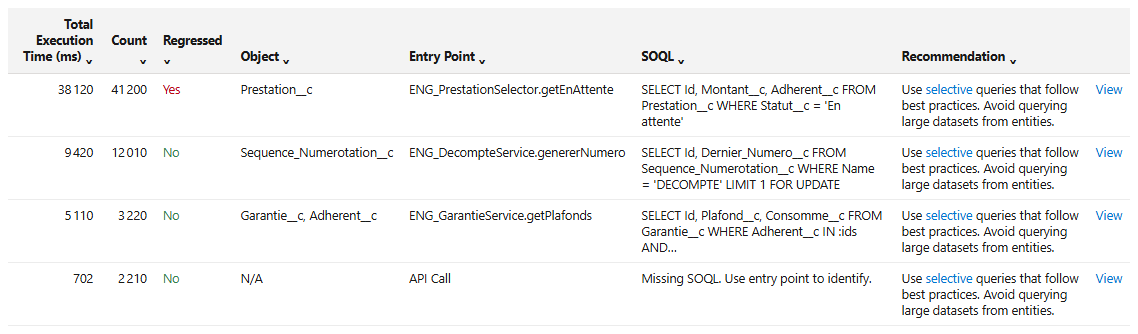 Total
Execution
Time (ms)
Count
Regressed
Object
Entry Point
SOQL
Recommendation
38 120
41 200
Yes
Prestation__c
ENG_PrestationSelector.getEnAttente
SELECT Id, Montant__c, Adherent__c FROM
Prestation__c WHERE Statut__c = 'En
attente'
Use selective queries that follow
best practices. Avoid querying
large datasets from entities.
View
9 420
12 010
No
Sequence_Numerotation__c
ENG_DecompteService.genererNumero
SELECT Id, Dernier_Numero__c FROM
Sequence_Numerotation__c WHERE Name
= 'DECOMPTE' LIMIT 1 FOR UPDATE
Use selective queries that follow
best practices. Avoid querying
large datasets from entities.
View
5 110
3 220
No
Garantie__c, Adherent__c
ENG_GarantieService.getPlafonds
SELECT Id, Plafond__c, Consomme__c FROM
Garantie__c WHERE Adherent__c IN :ids
AND...
Use selective queries that follow
best practices. Avoid querying
large datasets from entities.
View
702
2 210
No
N/A
API Call
Missing SOQL. Use entry point to identify.
Use selective queries that follow
best practices. Avoid querying
large datasets from entities.
View